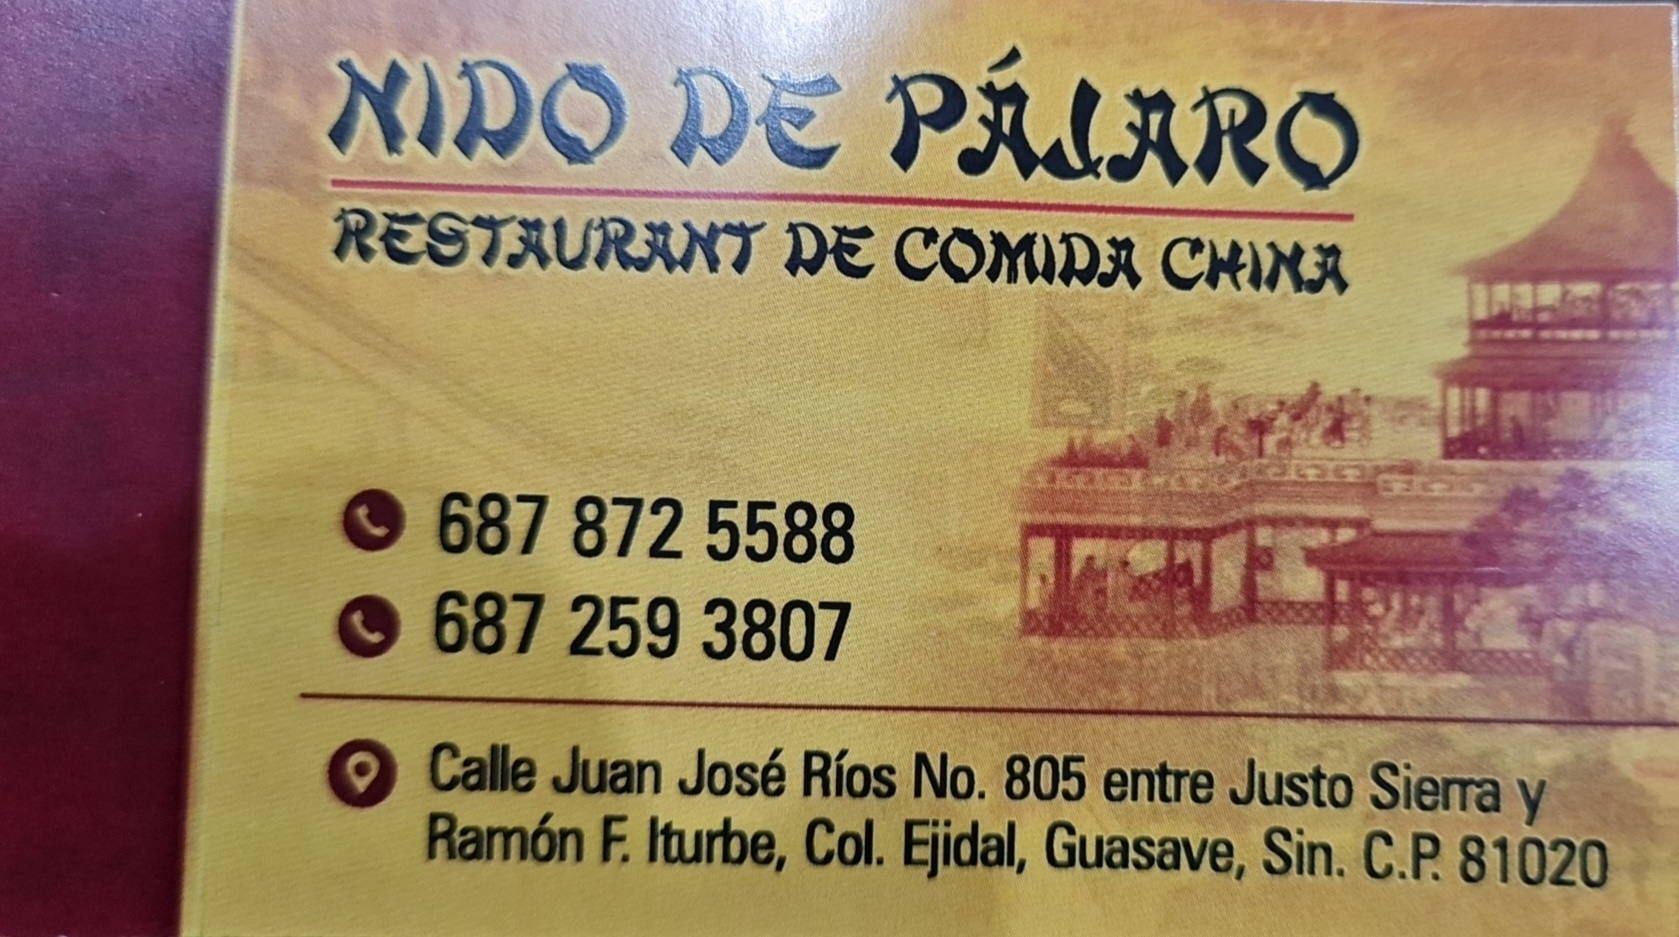 NIDO DE PÁJARO
RESTAURANT DE COMIDA CHINA
687 872 5588
687 259 3807
Calle Juan José Ríos No. 805 entre Justo Sierra y
Ramón F. Iturbe, Col. Ejidal, Guasave, Sin. C.P. 81020